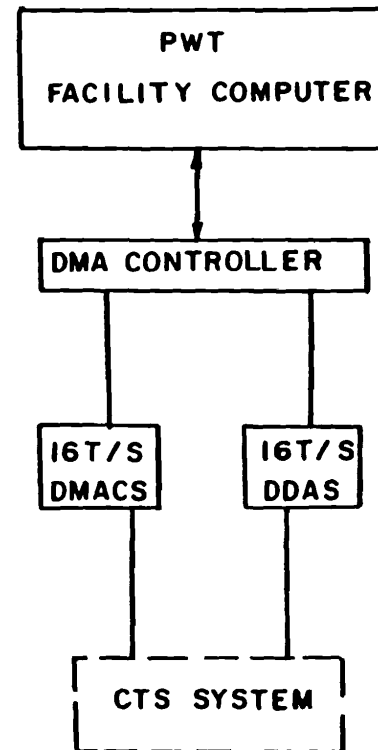 PWT
FACILITY COMPUTER
DMA CONTROLLER
16T/S
DMACS
16T/S
DDAS
CTS SYSTEM